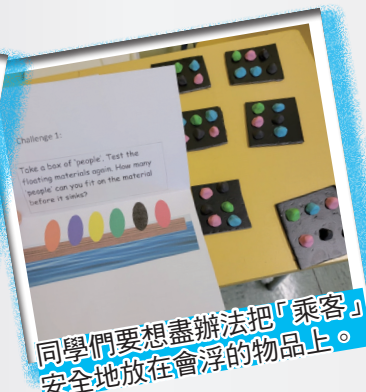 Challenge 1:
Take a box of 'people'. Test the
floating materials again. How many
'people' can you fit on the material
before it sinks?
同學們要想盡辦法把「乘客」
安全地放在會浮的物品上。